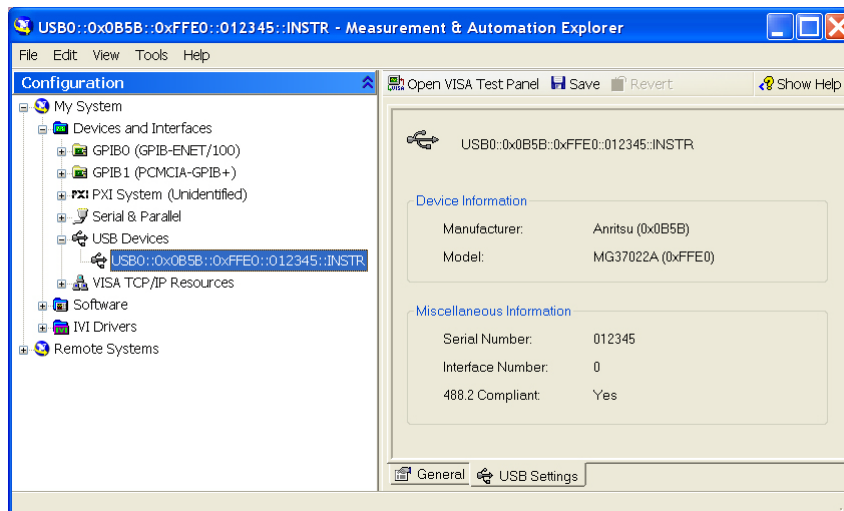 USB0::0x0B5B::0xFFE0::012345::INSTR - Measurement & Automation Explorer
File Edit View Tools Help
Configuration
My System
Devices and Interfaces
GPIB0 (GPIB-ENET/100)
GPIB1 (PCMCIA-GPIB+)
PXI PXI System (Unidentified)
Serial & Parallel
USB Devices
USB0::0x0B5B::0xFFE0::012345::INSTR
VISA TCP/IP Resources
Software
IVI IVI Drivers
Remote Systems
VISA Open VISA Test Panel Save Revert Show Help
USB0::0x0B5B::0xFFE0::012345::INSTR
Device Information
Manufacturer: Anritsu (0x0B5B)
Model: MG37022A (0xFFE0)
Miscellaneous Information
Serial Number: 012345
Interface Number: 0
488.2 Compliant: Yes
General USB Settings